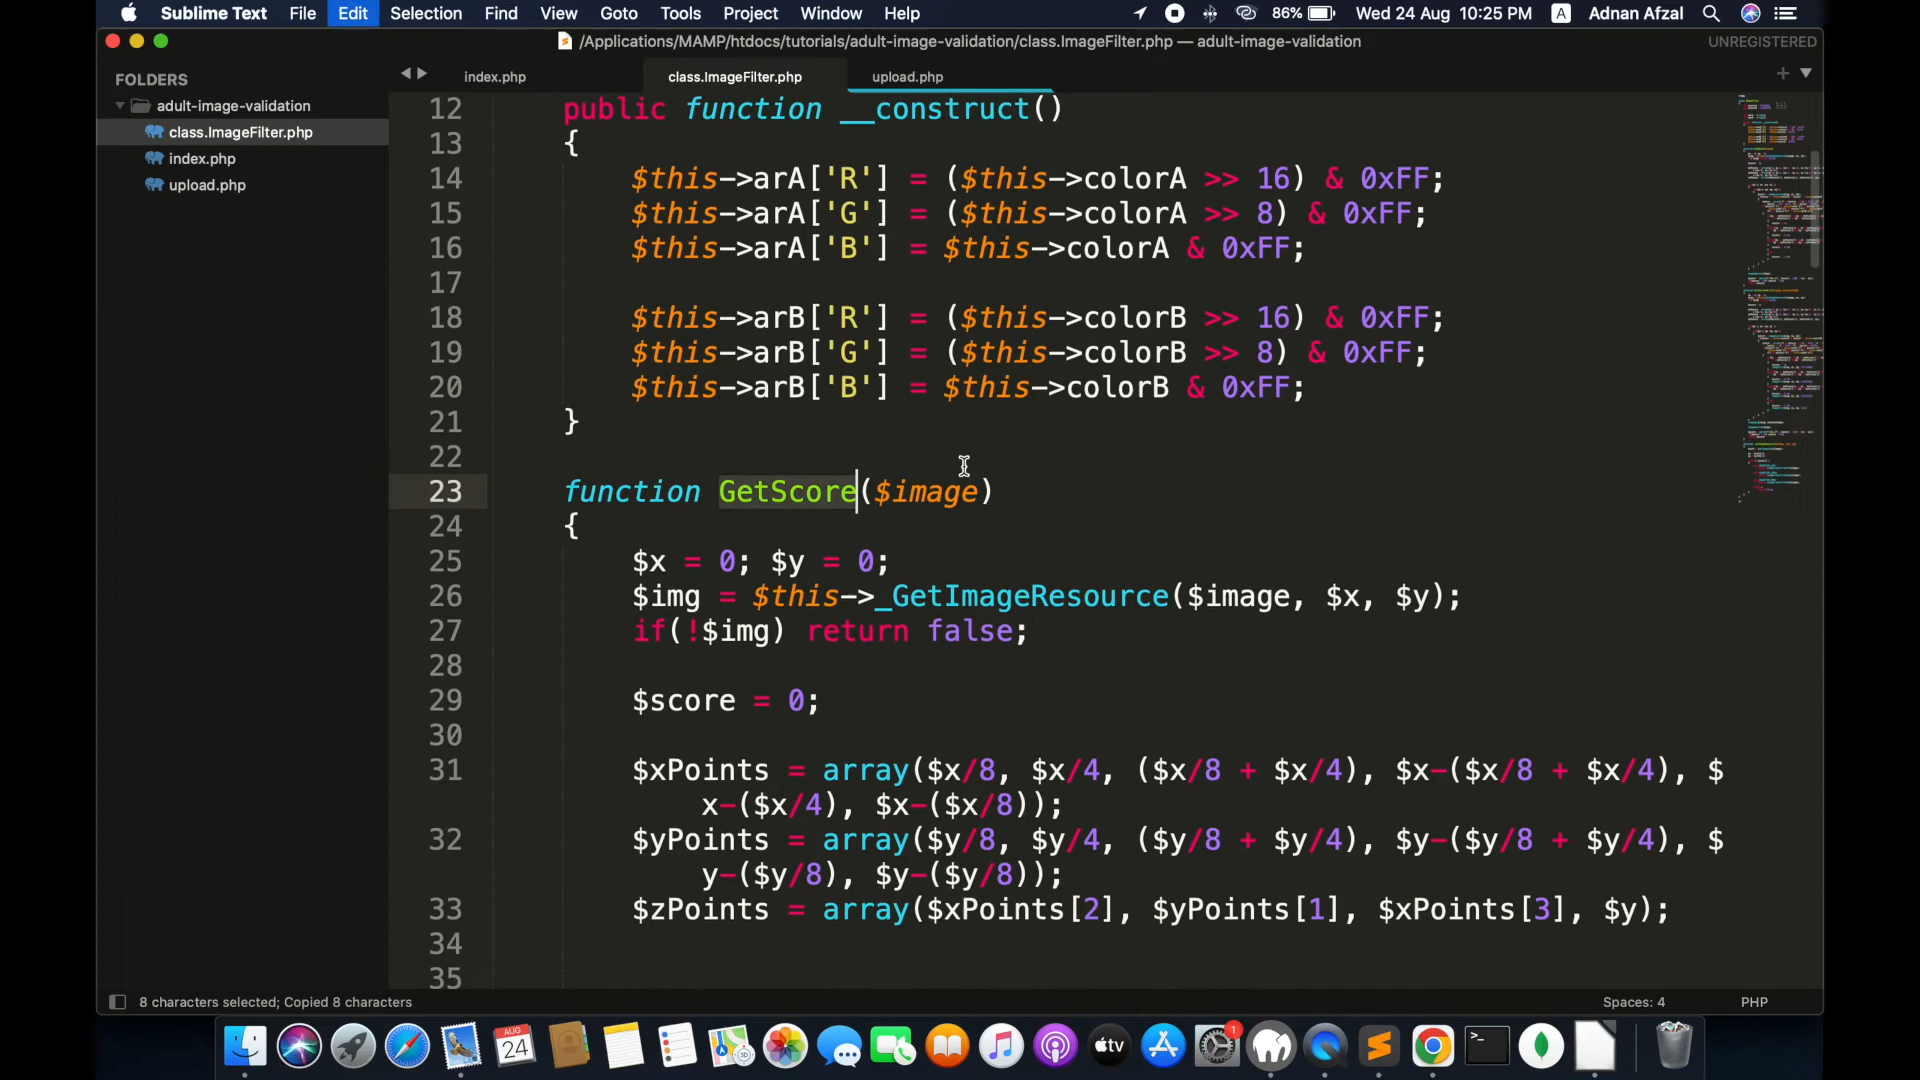 Sublime Text File Edit Selection Find View Goto Tools Project Window Help 86% Wed 24 Aug 10:25 PM A Adnan Afzal
/Applications/MAMP/htdocs/tutorials/adult-image-validation/class.ImageFilter.php — adult-image-validation UNREGISTERED
FOLDERS
adult-image-validation
class.ImageFilter.php
index.php
upload.php
index.php class.ImageFilter.php upload.php
12 public function __construct()
13 {
14 $this->arA['R'] = ($this->colorA >> 16) & 0xFF;
15 $this->arA['G'] = ($this->colorA >> 8) & 0xFF;
16 $this->arA['B'] = $this->colorA & 0xFF;
17
18 $this->arB['R'] = ($this->colorB >> 16) & 0xFF;
19 $this->arB['G'] = ($this->colorB >> 8) & 0xFF;
20 $this->arB['B'] = $this->colorB & 0xFF;
21 }
22
23 function GetScore($image)
24 {
25 $x = 0; $y = 0;
26 $img = $this->_GetImageResource($image, $x, $y);
27 if(!$img) return false;
28
29 $score = 0;
30
31 $xPoints = array($x/8, $x/4, ($x/8 + $x/4), $x-($x/8 + $x/4), $
x-($x/4), $x-($x/8));
32 $yPoints = array($y/8, $y/4, ($y/8 + $y/4), $y-($y/8 + $y/4), $
y-($y/8), $y-($y/8));
33 $zPoints = array($xPoints[2], $yPoints[1], $xPoints[3], $y);
34
35
8 characters selected; Copied 8 characters Spaces: 4 PHP
AUG
24
tv
1